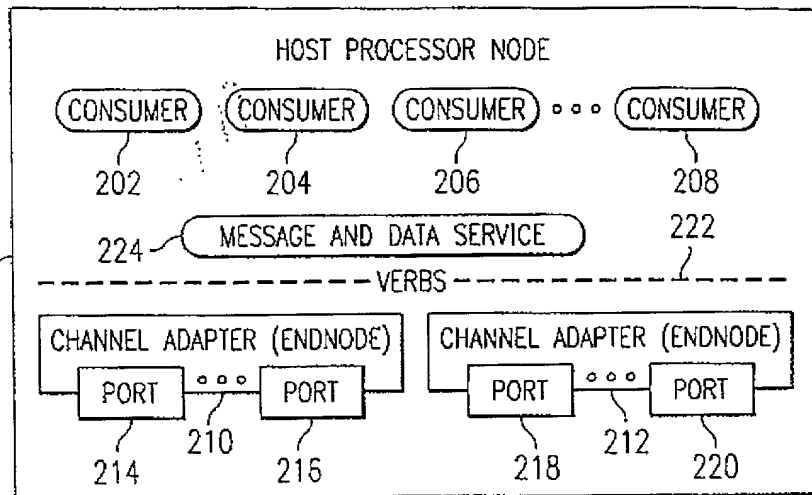 HOST PROCESSOR NODE
CONSUMER CONSUMER CONSUMER CONSUMER
202 204 206 208
224 MESSAGE AND DATA SERVICE 222
VERBS
CHANNEL ADAPTER (ENDNODE) CHANNEL ADAPTER (ENDNODE)
PORT PORT PORT PORT
214 210 216 218 212 220